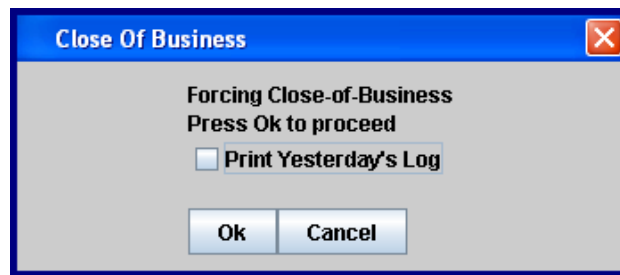 Close Of Business
Forcing Close-of-Business
Press Ok to proceed
Print Yesterday's Log
Ok Cancel